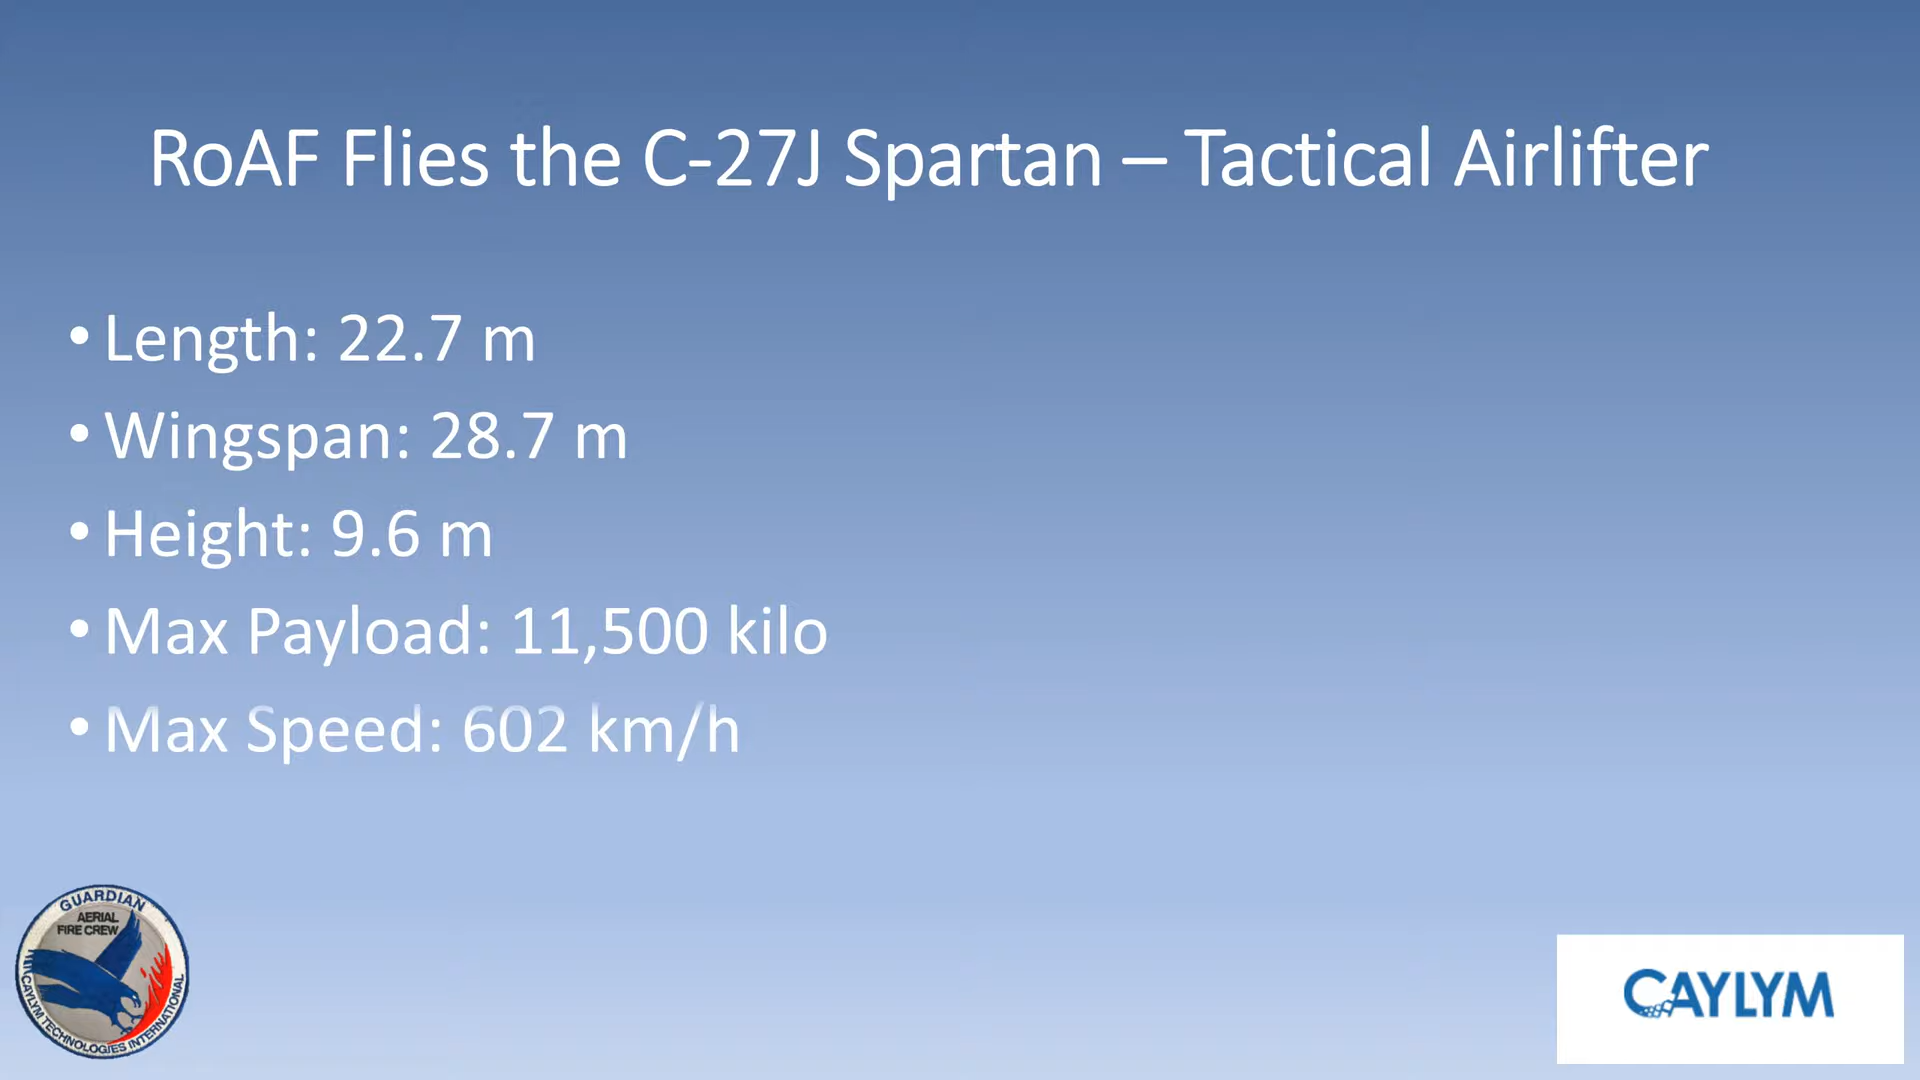 RoAF Flies the C-27J Spartan – Tactical Airlifter
• Length: 22.7 m
• Wingspan: 28.7 m
• Height: 9.6 m
• Max Payload: 11,500 kilo
• Max Speed: 602 km/h
GUARDIAN
AERIAL
FIRE CREW
CAYLYM TECHNOLOGIES INTERNATIONAL
CAYLYM